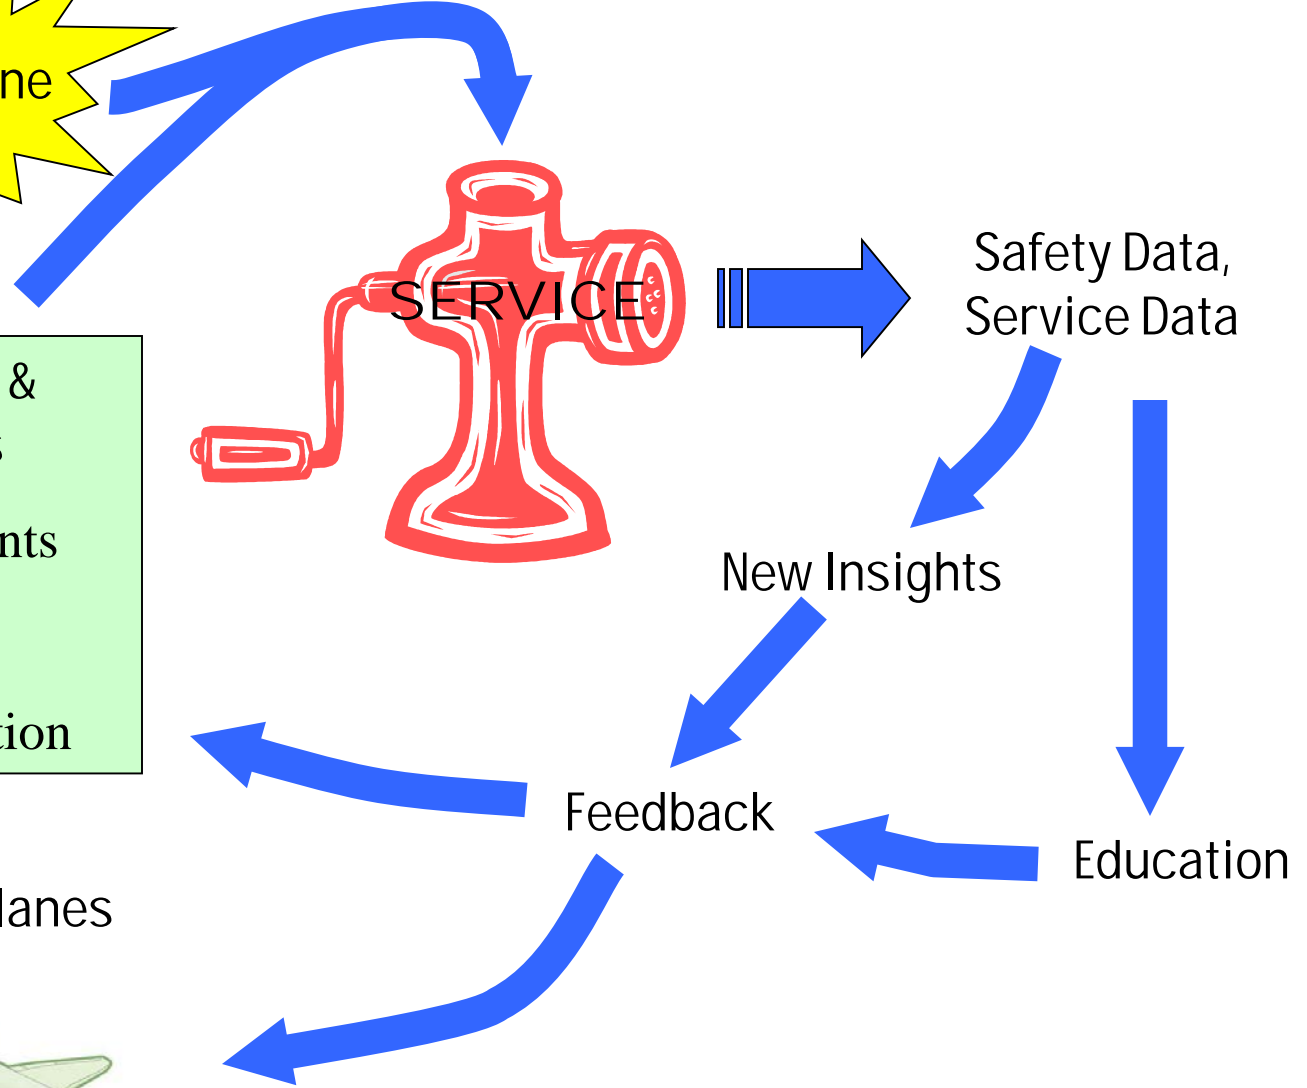 ne
SERVICE
Safety Data,
Service Data
&
s
nts
tion
New Insights
Feedback
Education
lanes